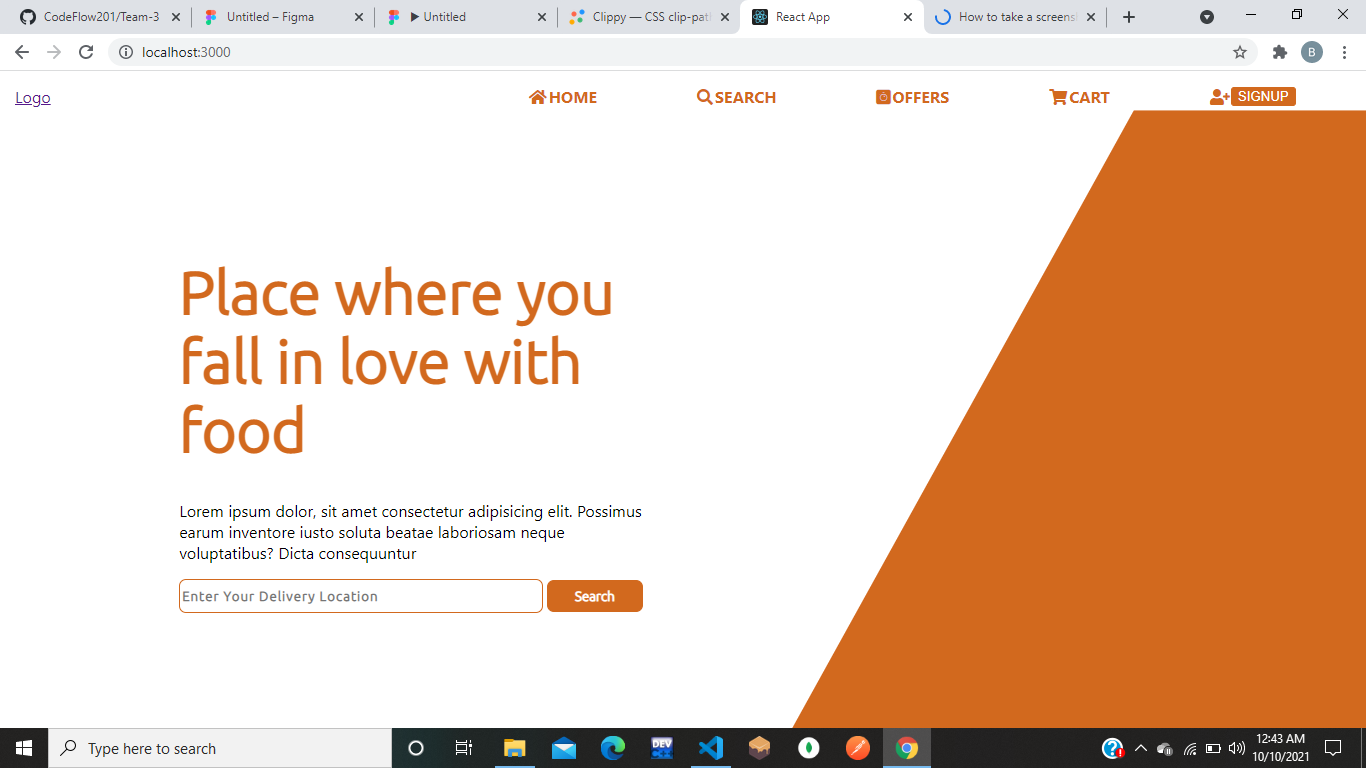 CodeFlow201/Team-3
Untitled – Figma
▶ Untitled
Clippy — CSS clip-pat
React App
How to take a screensh
localhost:3000
B
Logo
HOME
SEARCH
OFFERS
CART
SIGNUP
Place where you
fall in love with
food
Lorem ipsum dolor, sit amet consectetur adipisicing elit. Possimus
earum inventore iusto soluta beatae laboriosam neque
voluptatibus? Dicta consequuntur
Enter Your Delivery Location
Search
Type here to search
DEV
12:43 AM
10/10/2021